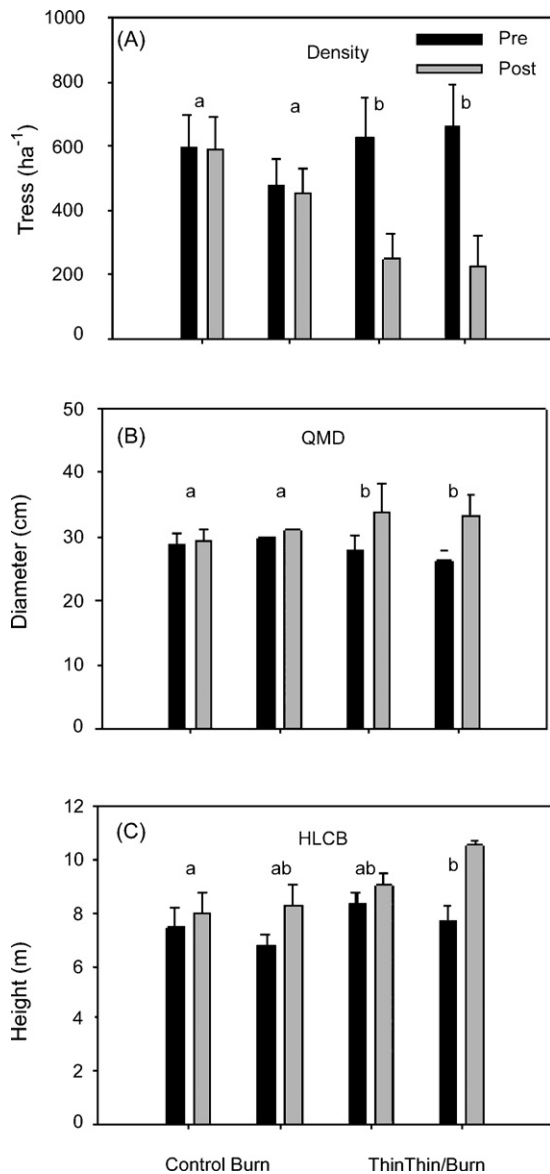 (A)
Density
Pre
Post
1000
800
600
400
200
0
Tress (ha-1)
a
a
b
b
(B)
QMD
50
40
30
20
10
0
Diameter (cm)
a
a
b
b
(C)
HLCB
12
10
8
6
4
2
0
Height (m)
a
ab
ab
b
Control Burn
ThinThin/Burn